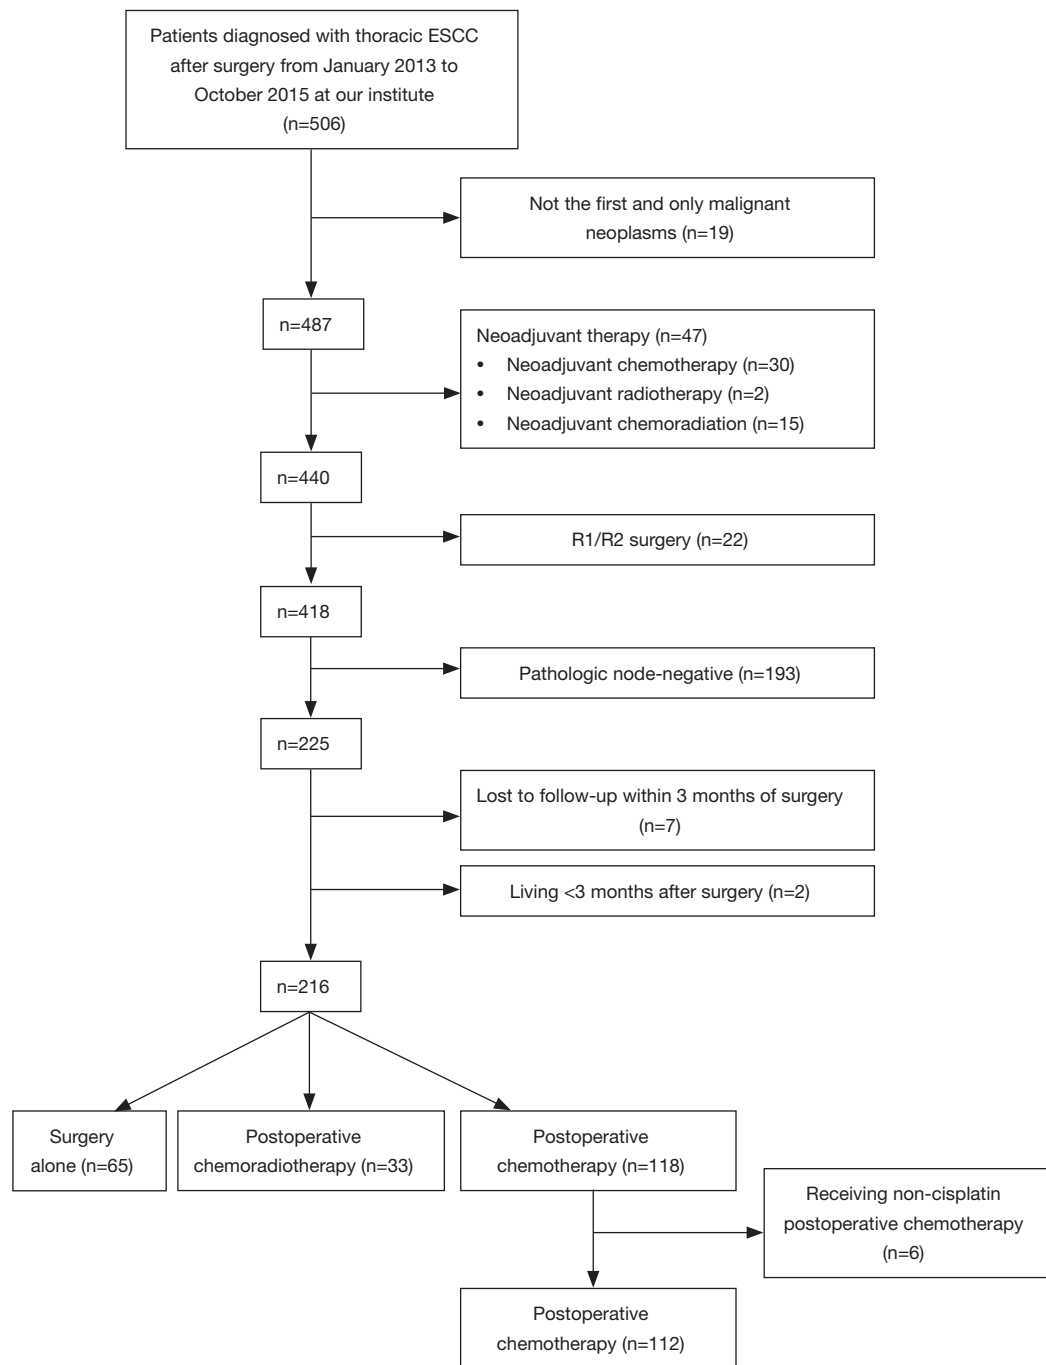 Patients diagnosed with thoracic ESCC
after surgery from January 2013 to
October 2015 at our institute
(n=506)
Not the first and only malignant
neoplasms (n=19)
n=487
Neoadjuvant therapy (n=47)
• Neoadjuvant chemotherapy (n=30)
• Neoadjuvant radiotherapy (n=2)
• Neoadjuvant chemoradiation (n=15)
n=440
R1/R2 surgery (n=22)
n=418
Pathologic node-negative (n=193)
n=225
Lost to follow-up within 3 months of surgery
(n=7)
Living <3 months after surgery (n=2)
n=216
Surgery
alone (n=65)
Postoperative
chemoradiotherapy (n=33)
Postoperative
chemotherapy (n=118)
Receiving non-cisplatin
postoperative chemotherapy
(n=6)
Postoperative
chemotherapy (n=112)